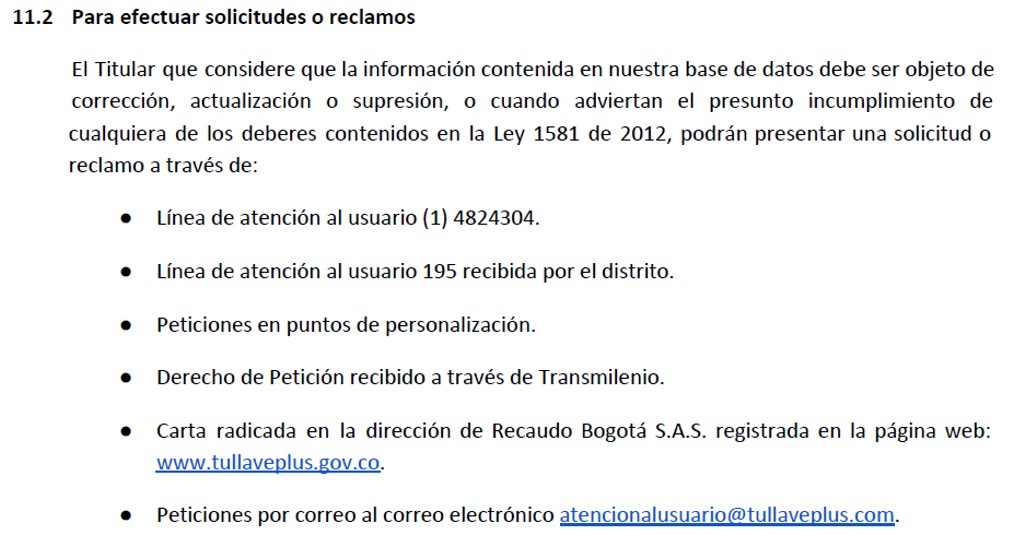 11.2 Para efectuar solicitudes o reclamos
El Titular que considere que la información contenida en nuestra base de datos debe ser objeto de
corrección, actualización o supresión, o cuando adviertan el presunto incumplimiento de
cualquiera de los deberes contenidos en la Ley 1581 de 2012, podrán presentar una solicitud o
reclamo a través de:
● Línea de atención al usuario (1) 4824304.
● Línea de atención al usuario 195 recibida por el distrito.
● Peticiones en puntos de personalización.
● Derecho de Petición recibido a través de Transmilenio.
● Carta radicada en la dirección de Recaudo Bogotá S.A.S. registrada en la página web:
www.tullaveplus.gov.co.
● Peticiones por correo al correo electrónico atencionalusuario@tullaveplus.com.